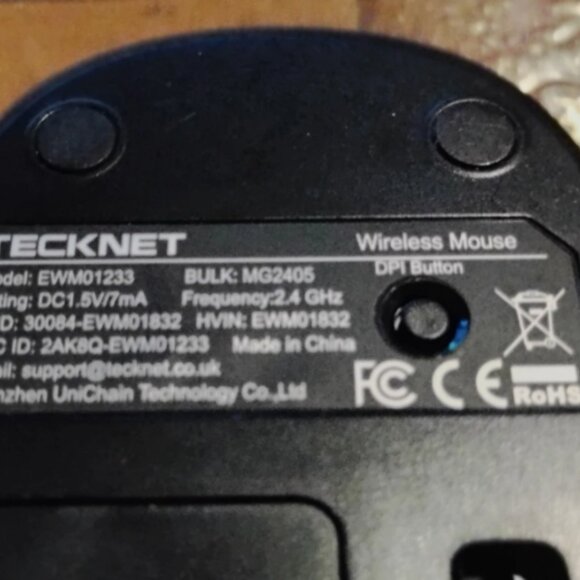 TECKNET Wireless Mouse
odel: EWM01233 BULK: MG2405 DPI Button
ting: DC1.5V/7mA Frequency:2.4 GHz
D: 30084-EWM01832 HVIN: EWM01832
C ID: 2AK8Q-EWM01233 Made in China
ail: support@tecknet.co.uk
nzhen UniChain Technology Co.,Ltd
FC CE RoHS